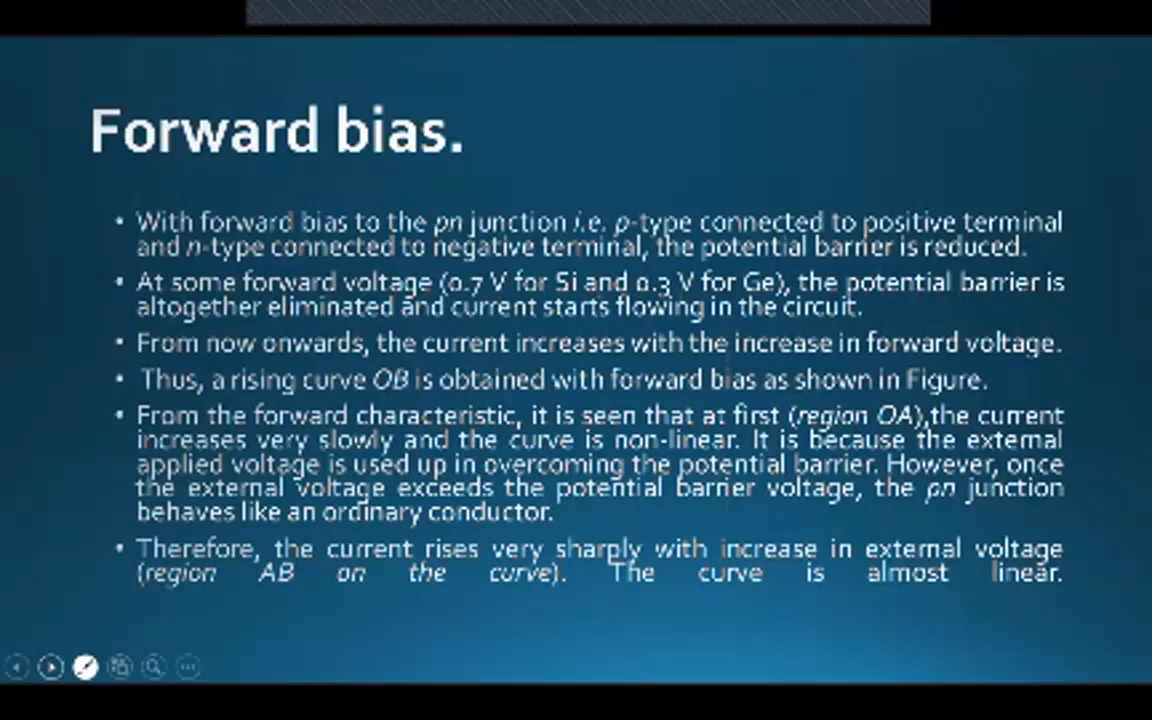 Forward bias.
• With forward bias to the pn junction i.e. p-type connected to positive terminal
and n-type connected to negative terminal, the potential barrier is reduced.
• At some forward voltage (0.7 V for Si and 0.3 V for Ge), the potential barrier is
altogether eliminated and current starts flowing in the circuit.
• From now onwards, the current increases with the increase in forward voltage.
• Thus, a rising curve OB is obtained with forward bias as shown in Figure.
• From the forward characteristic, it is seen that at first (region OA),the current
increases very slowly and the curve is non-linear. It is because the external
applied voltage is used up in overcoming the potential barrier. However, once
the external voltage exceeds the potential barrier voltage, the pn junction
behaves like an ordinary conductor.
• Therefore, the current rises very sharply with increase in external voltage
(region AB on the curve). The curve is almost linear.